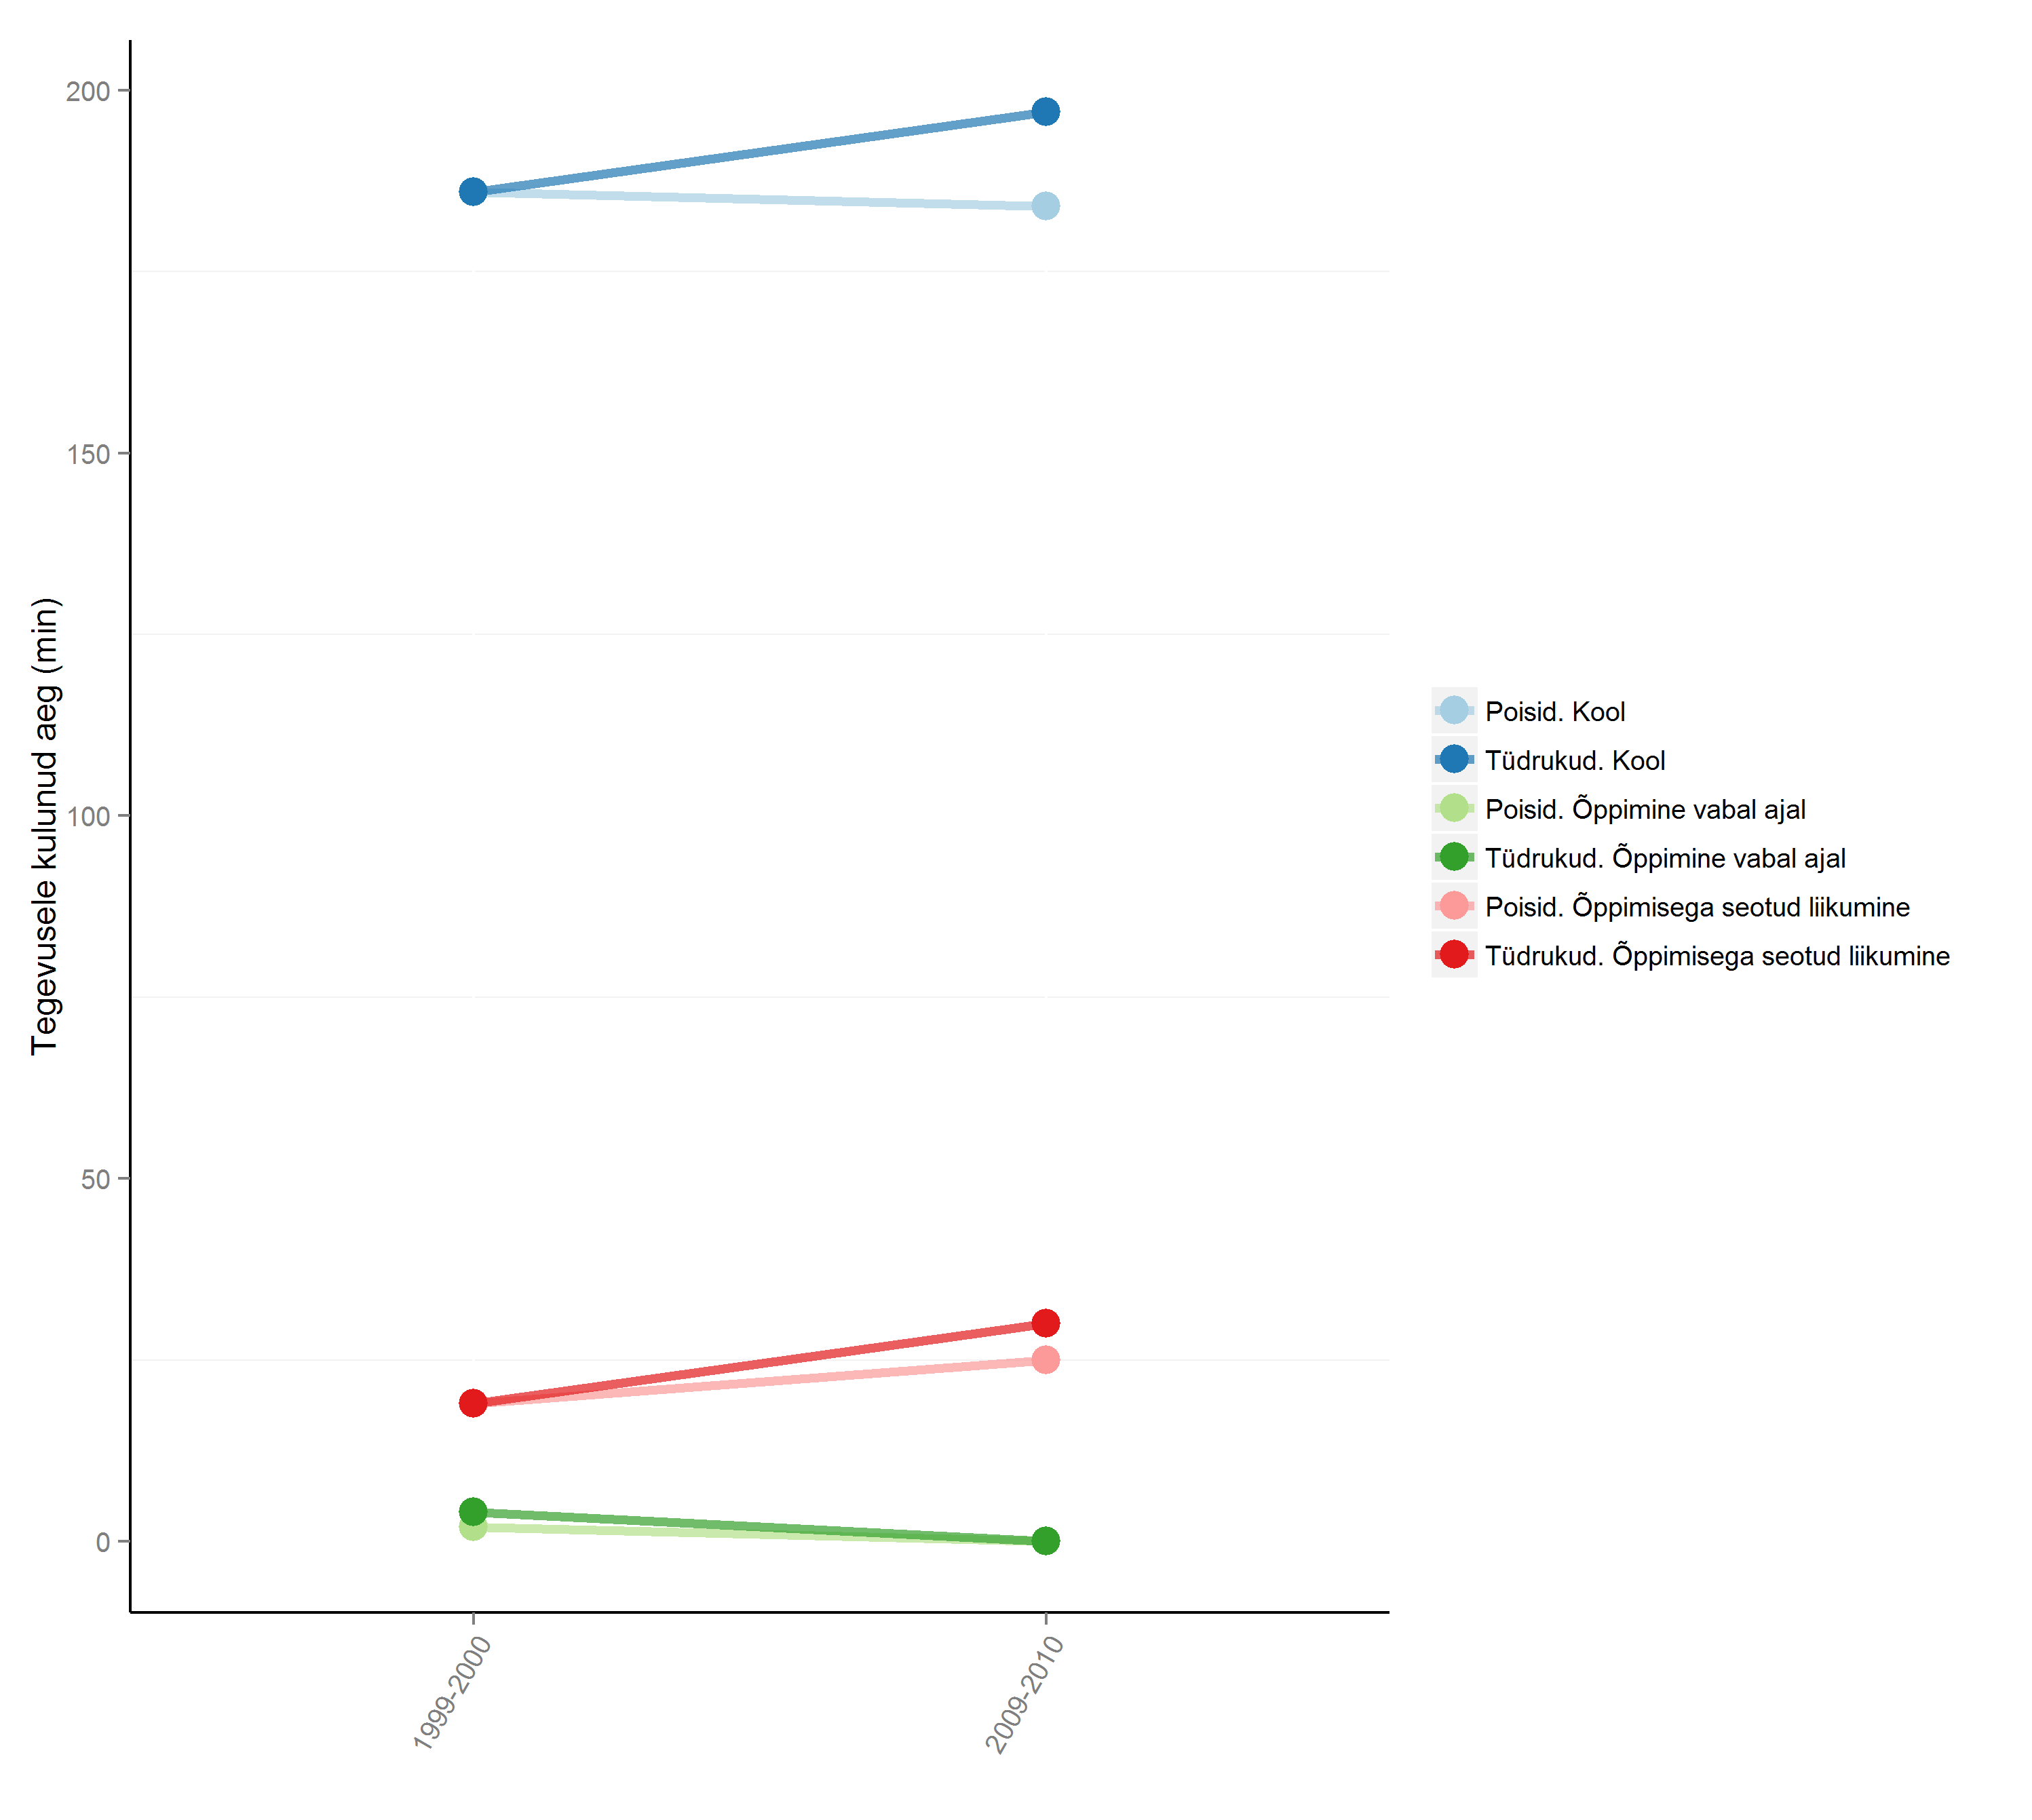 Tegevusele kulunud aeg (min)
200
150
100
50
0
1999-2000
2009-2010
Poisid. Kool
Tüdrukud. Kool
Poisid. Õppimine vabal ajal
Tüdrukud. Õppimine vabal ajal
Poisid. Õppimisega seotud liikumine
Tüdrukud. Õppimisega seotud liikumine